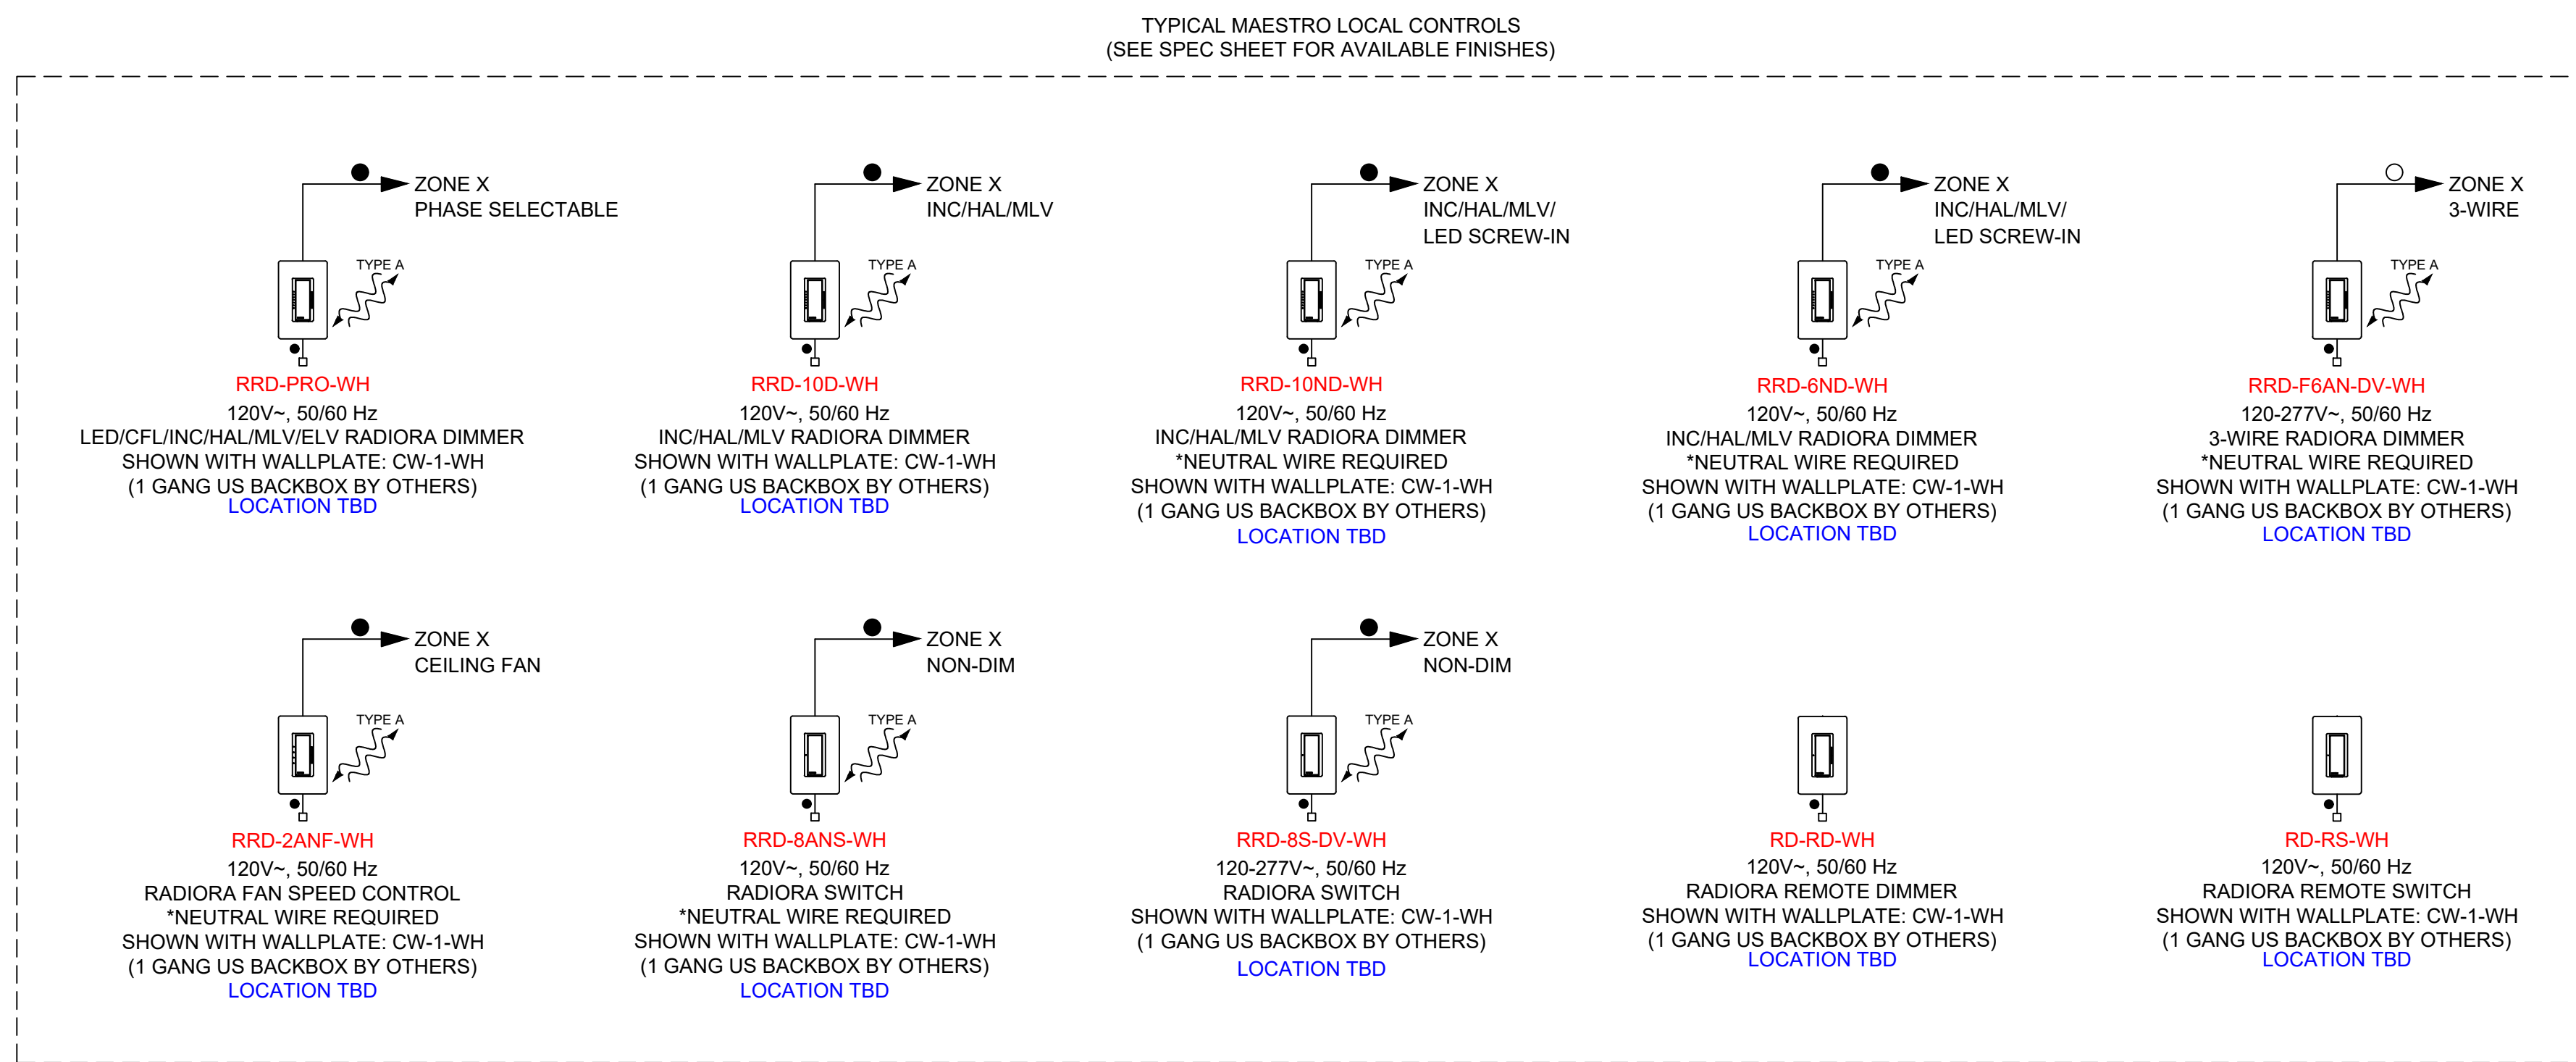 TYPICAL MAESTRO LOCAL CONTROLS
(SEE SPEC SHEET FOR AVAILABLE FINISHES)
ZONE X
PHASE SELECTABLE
TYPE A
RRD-PRO-WH
120V~, 50/60 Hz
LED/CFL/INC/HAL/MLV/ELV RADIORA DIMMER
SHOWN WITH WALLPLATE: CW-1-WH
(1 GANG US BACKBOX BY OTHERS)
LOCATION TBD
ZONE X
INC/HAL/MLV
TYPE A
RRD-10D-WH
120V~, 50/60 Hz
INC/HAL/MLV RADIORA DIMMER
SHOWN WITH WALLPLATE: CW-1-WH
(1 GANG US BACKBOX BY OTHERS)
LOCATION TBD
ZONE X
INC/HAL/MLV/
LED SCREW-IN
TYPE A
RRD-10ND-WH
120V~, 50/60 Hz
INC/HAL/MLV RADIORA DIMMER
*NEUTRAL WIRE REQUIRED
SHOWN WITH WALLPLATE: CW-1-WH
(1 GANG US BACKBOX BY OTHERS)
LOCATION TBD
ZONE X
INC/HAL/MLV/
LED SCREW-IN
TYPE A
RRD-6ND-WH
120V~, 50/60 Hz
INC/HAL/MLV RADIORA DIMMER
*NEUTRAL WIRE REQUIRED
SHOWN WITH WALLPLATE: CW-1-WH
(1 GANG US BACKBOX BY OTHERS)
LOCATION TBD
ZONE X
3-WIRE
TYPE A
RRD-F6AN-DV-WH
120-277V~, 50/60 Hz
3-WIRE RADIORA DIMMER
*NEUTRAL WIRE REQUIRED
SHOWN WITH WALLPLATE: CW-1-WH
(1 GANG US BACKBOX BY OTHERS)
LOCATION TBD
ZONE X
CEILING FAN
TYPE A
RRD-2ANF-WH
120V~, 50/60 Hz
RADIORA FAN SPEED CONTROL
*NEUTRAL WIRE REQUIRED
SHOWN WITH WALLPLATE: CW-1-WH
(1 GANG US BACKBOX BY OTHERS)
LOCATION TBD
ZONE X
NON-DIM
TYPE A
RRD-8ANS-WH
120V~, 50/60 Hz
RADIORA SWITCH
*NEUTRAL WIRE REQUIRED
SHOWN WITH WALLPLATE: CW-1-WH
(1 GANG US BACKBOX BY OTHERS)
LOCATION TBD
ZONE X
NON-DIM
TYPE A
RRD-8S-DV-WH
120-277V~, 50/60 Hz
RADIORA SWITCH
SHOWN WITH WALLPLATE: CW-1-WH
(1 GANG US BACKBOX BY OTHERS)
LOCATION TBD
RD-RD-WH
120V~, 50/60 Hz
RADIORA REMOTE DIMMER
SHOWN WITH WALLPLATE: CW-1-WH
(1 GANG US BACKBOX BY OTHERS)
LOCATION TBD
RD-RS-WH
120V~, 50/60 Hz
RADIORA REMOTE SWITCH
SHOWN WITH WALLPLATE: CW-1-WH
(1 GANG US BACKBOX BY OTHERS)
LOCATION TBD